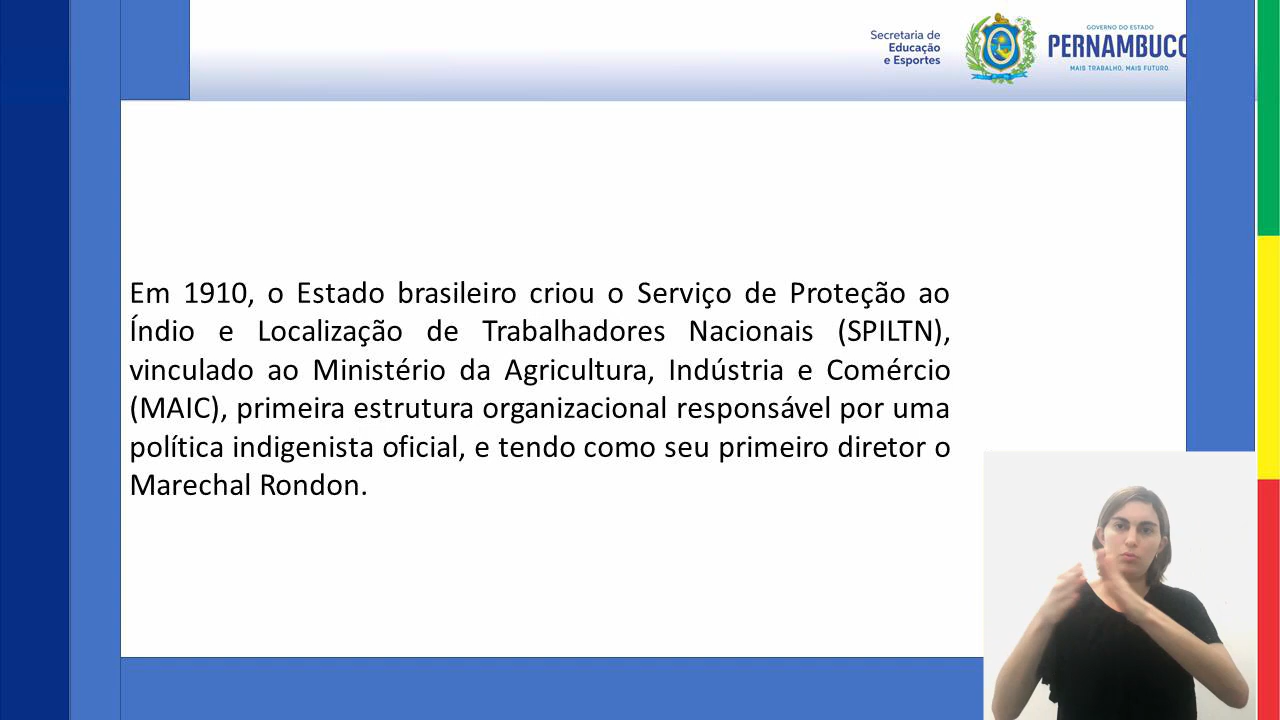 Secretaria de
Educação
e Esportes
GOVERNO DO ESTADO
PERNAMBUCO
MAIS TRABALHO, MAIS FUTURO.
Em 1910, o Estado brasileiro criou o Serviço de Proteção ao
Índio e Localização de Trabalhadores Nacionais (SPILTN),
vinculado ao Ministério da Agricultura, Indústria e Comércio
(MAIC), primeira estrutura organizacional responsável por uma
política indigenista oficial, e tendo como seu primeiro diretor o
Marechal Rondon.